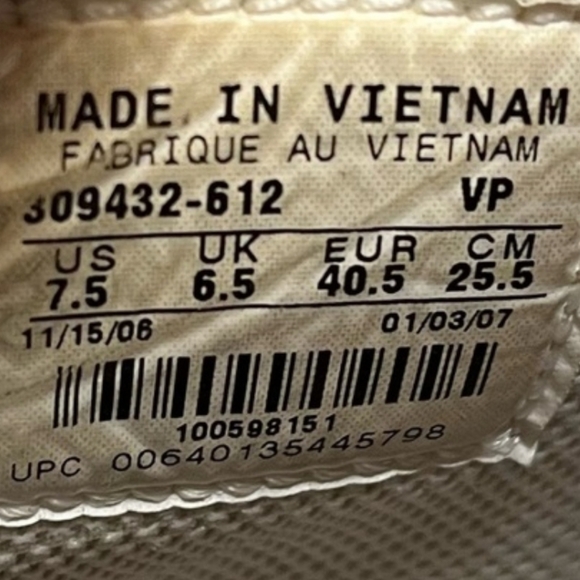 MADE IN VIETNAM
FABRIQUE AU VIETNAM
309432-612 VP
US UK EUR CM
7.5 6.5 40.5 25.5
11/15/06 01/03/07
100598151
UPC 00640135445798